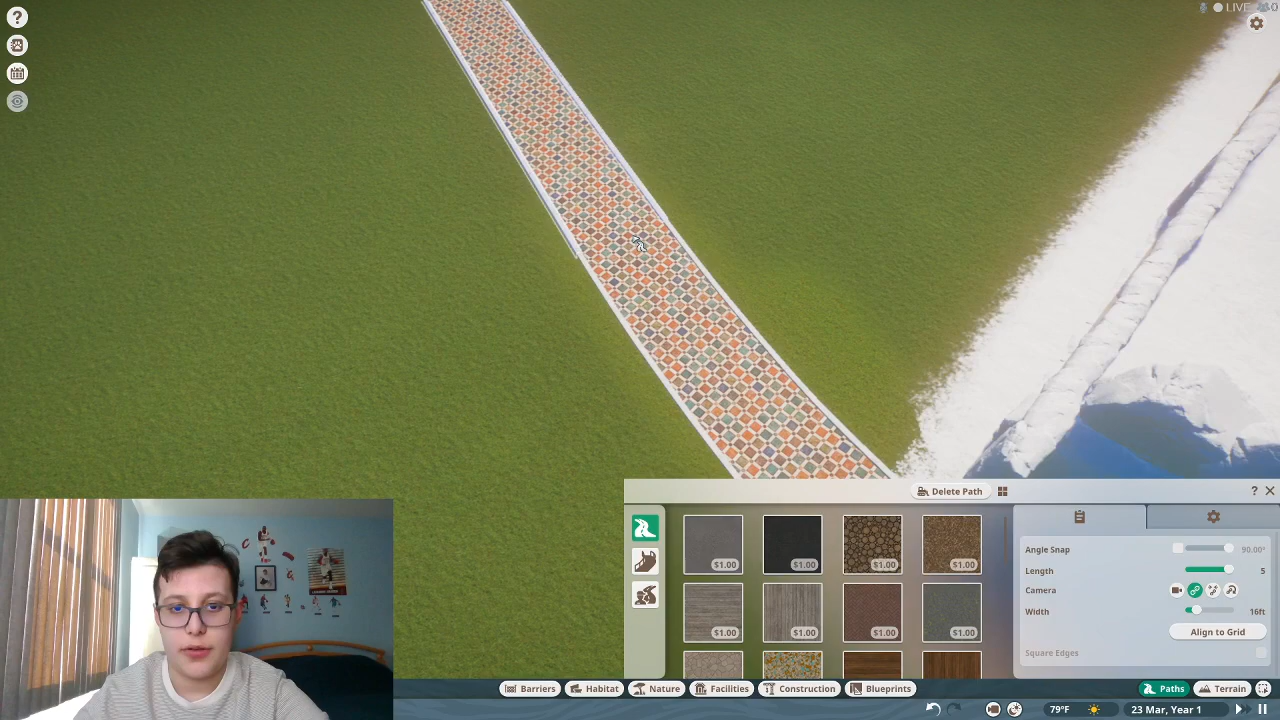 LIVE 0
Delete Path
?
$1.00 $1.00 $1.00 $1.00
$1.00 $1.00 $1.00 $1.00
Angle Snap 90.00°
Length 5
Camera
Width 16ft
Align to Grid
Square Edges
Barriers Habitat Nature Facilities Construction Blueprints Paths Terrain
79°F 23 Mar, Year 1